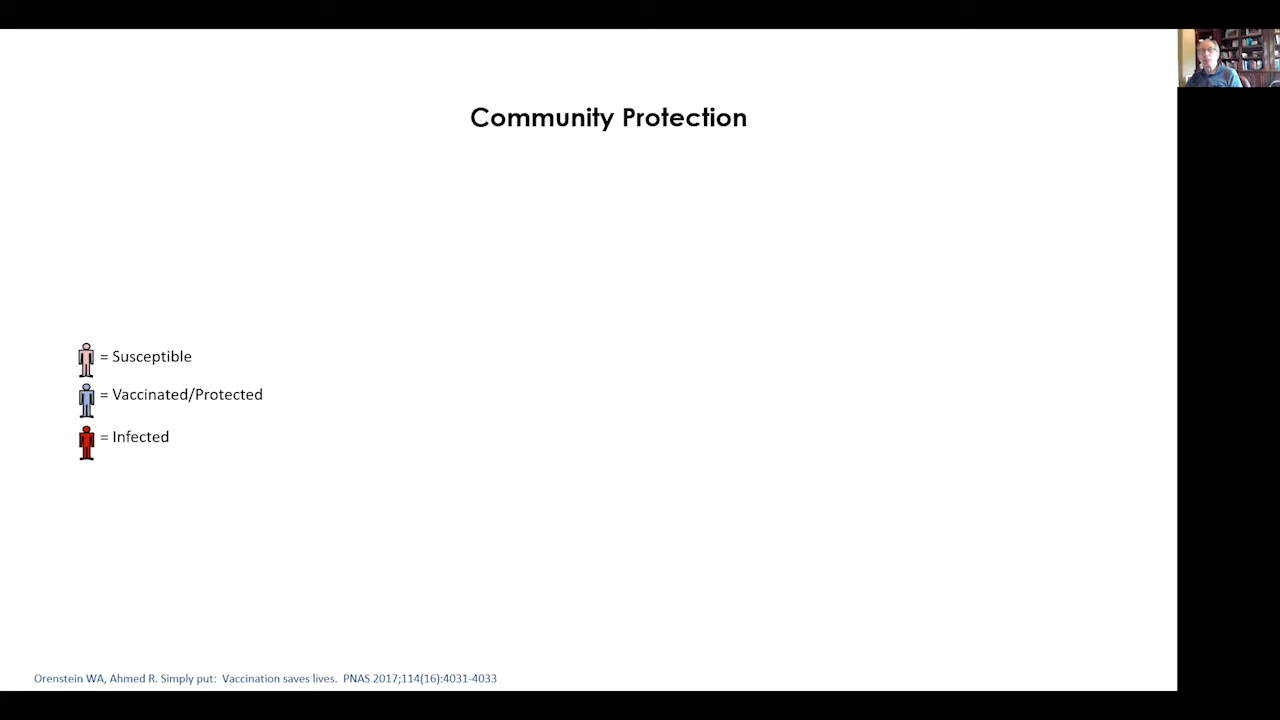 Community Protection
= Susceptible
= Vaccinated/Protected
= Infected
Orenstein WA, Ahmed R. Simply put: Vaccination saves lives. PNAS 2017;114(16):4031-4033